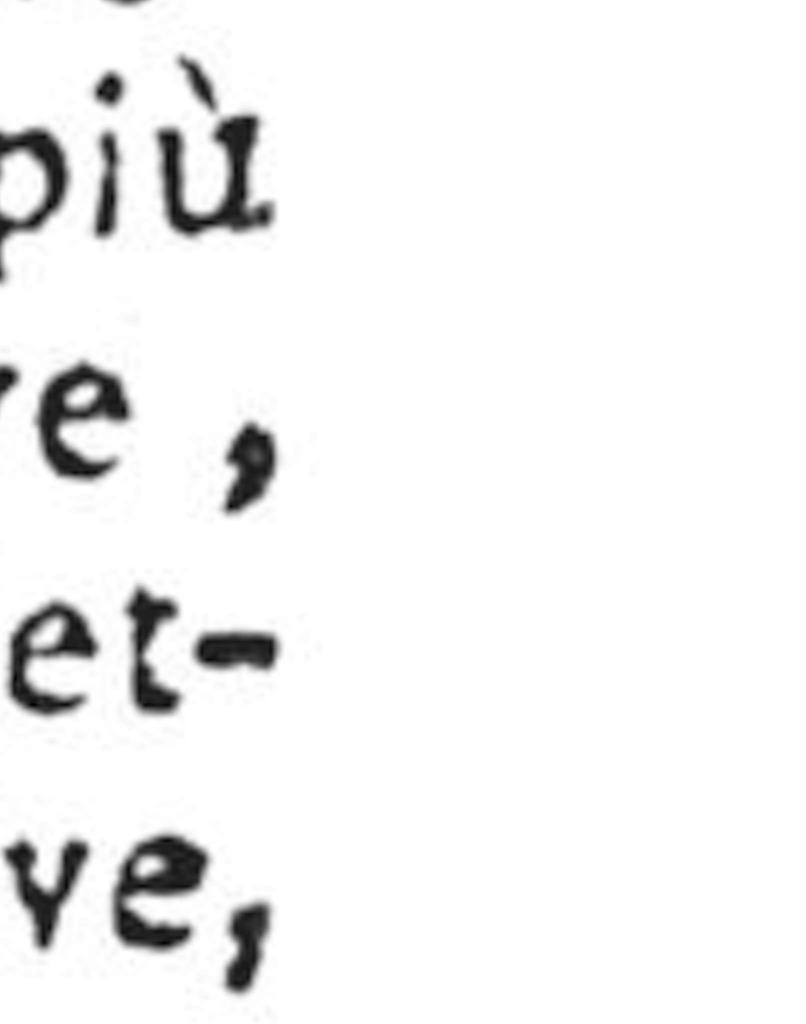 più
ve ,
et-
ve,